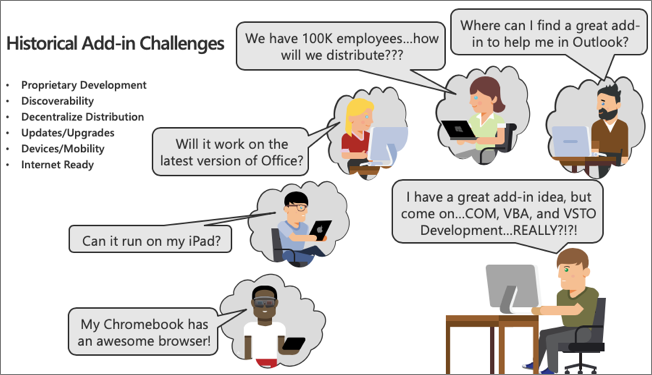 Historical Add-in Challenges
• Proprietary Development
• Discoverability
• Decentralize Distribution
• Updates/Upgrades
• Devices/Mobility
• Internet Ready
We have 100K employees...how
will we distribute???
Where can I find a great add-
in to help me in Outlook?
Will it work on the
latest version of Office?
I have a great add-in idea, but
come on...COM, VBA, and VSTO
Development...REALLY?!?!
Can it run on my iPad?
My Chromebook has
an awesome browser!